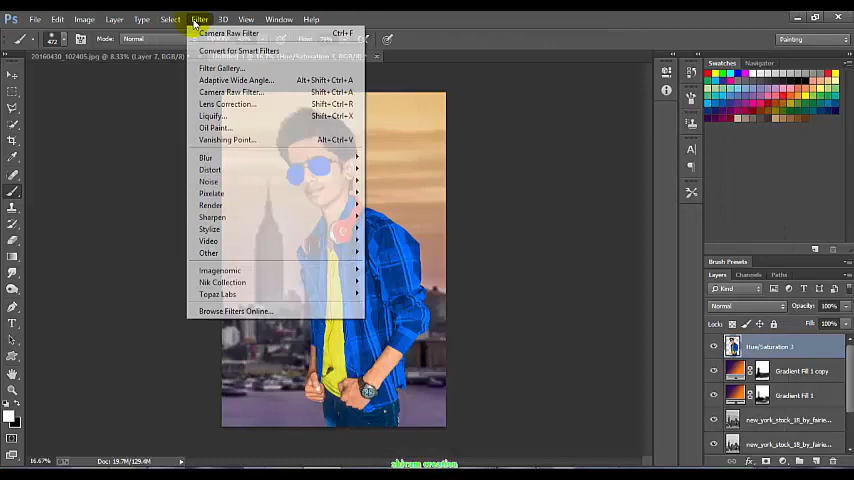 Ps File Edit Image Layer Type Select Filter 3D View Window Help
472 Mode: Normal Painting
20160430_102405.jpg @ 8.33% (Layer 7, RGB/8)
Camera Raw Filter Ctrl+F
Convert for Smart Filters
Filter Gallery...
Adaptive Wide Angle... Alt+Shift+Ctrl+A
Camera Raw Filter... Shift+Ctrl+A
Lens Correction... Shift+Ctrl+R
Liquify... Shift+Ctrl+X
Oil Paint...
Vanishing Point... Alt+Ctrl+V
Blur
Distort
Noise
Pixelate
Render
Sharpen
Stylize
Video
Other
Imagenomic
Nik Collection
Topaz Labs
Browse Filters Online...
Swatches Navigator
Brush Presets
Layers Channels Paths
Kind
Normal Opacity: 100%
Lock: Fill: 100%
Hue/Saturation 3
Gradient Fill 1 copy
Gradient Fill 1
new_york_stock_18_by_fairie...
new_york_stock_18_by_fairie...
16.67% Doc: 19.7M/129.4M